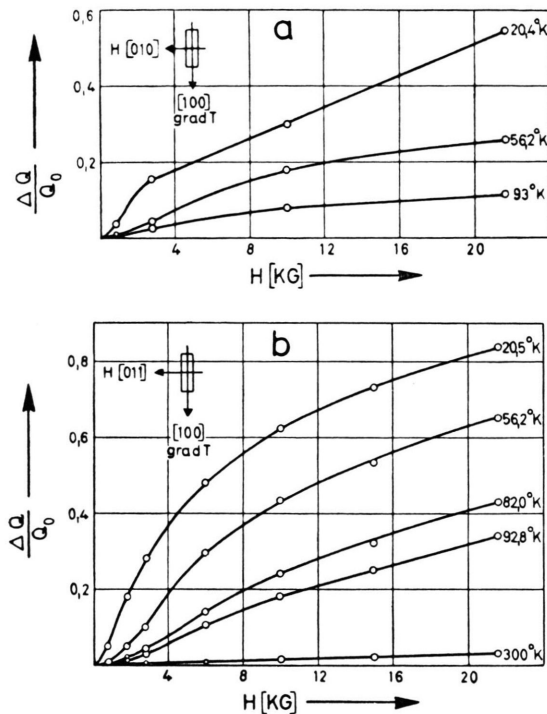 a
0,6
0,4
0,2
ΔQ
Q₀
H [010]
[100]
grad T
20,4°K
56,2°K
93°K
4 8 12 16 20
H [KG]
b
0,8
0,6
0,4
0,2
ΔQ
Q₀
H [011]
[100]
grad T
20,5°K
56,2°K
82,0°K
92,8°K
300°K
4 8 12 16 20
H [KG]